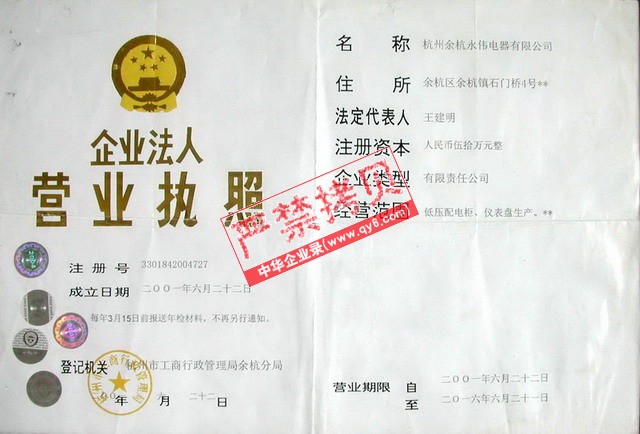 企业法人
营业执照
注册号 3301842004727
成立日期 二〇〇一年六月二十二日
每年3月15日前报送年检材料，不再另行通知。
登记机关 杭州市工商行政管理局余杭分局
年 六 月 二十二 日
名称 杭州余杭永伟电器有限公司
住所 余杭区余杭镇石门桥4号**
法定代表人 王建明
注册资本 人民币伍拾万元整
企业类型 有限责任公司
经营范围 低压配电柜、仪表盘生产。**
严禁拷贝
中华企业录(www.qy6.com)
营业期限 自 二〇〇一年六月二十二日
至 二〇一六年六月二十一日